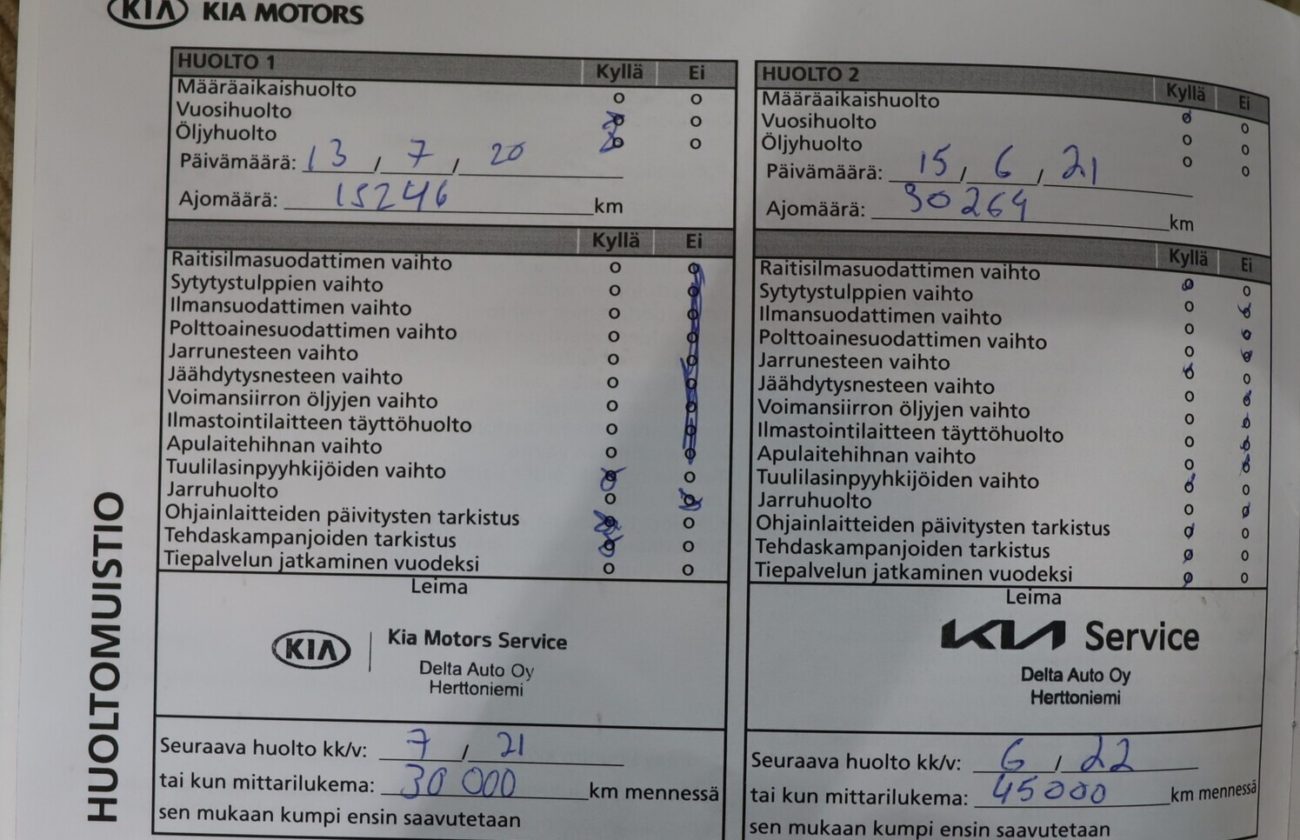 KIA KIA MOTORS
HUOLTOMUISTIO
HUOLTO 1 Kyllä Ei
Määräaikaishuolto
Vuosihuolto
Öljyhuolto
Päivämäärä: 13 / 7 / 20
Ajomäärä: 15246 km
Kyllä Ei
Raitisilmasuodattimen vaihto
Sytytystulppien vaihto
Ilmansuodattimen vaihto
Polttoainesuodattimen vaihto
Jarrunesteen vaihto
Jäähdytysnesteen vaihto
Voimansiirron öljyjen vaihto
Ilmastointilaitteen täyttöhuolto
Apulaitehihnan vaihto
Tuulilasinpyyhkijöiden vaihto
Jarruhuolto
Ohjainlaitteiden päivitysten tarkistus
Tehdaskampanjoiden tarkistus
Tiepalvelun jatkaminen vuodeksi
Leima
KIA Kia Motors Service
Delta Auto Oy
Herttoniemi
Seuraava huolto kk/v: 7 / 21
tai kun mittarilukema: 30 000 km mennessä
sen mukaan kumpi ensin saavutetaan
HUOLTO 2 Kyllä Ei
Määräaikaishuolto
Vuosihuolto
Öljyhuolto
Päivämäärä: 15 / 6 / 21
Ajomäärä: 30264 km
Kyllä Ei
Raitisilmasuodattimen vaihto
Sytytystulppien vaihto
Ilmansuodattimen vaihto
Polttoainesuodattimen vaihto
Jarrunesteen vaihto
Jäähdytysnesteen vaihto
Voimansiirron öljyjen vaihto
Ilmastointilaitteen täyttöhuolto
Apulaitehihnan vaihto
Tuulilasinpyyhkijöiden vaihto
Jarruhuolto
Ohjainlaitteiden päivitysten tarkistus
Tehdaskampanjoiden tarkistus
Tiepalvelun jatkaminen vuodeksi
Leima
KIA Service
Delta Auto Oy
Herttoniemi
Seuraava huolto kk/v: 6 / 22
tai kun mittarilukema: 45000 km mennessä
sen mukaan kumpi ensin saavutetaan